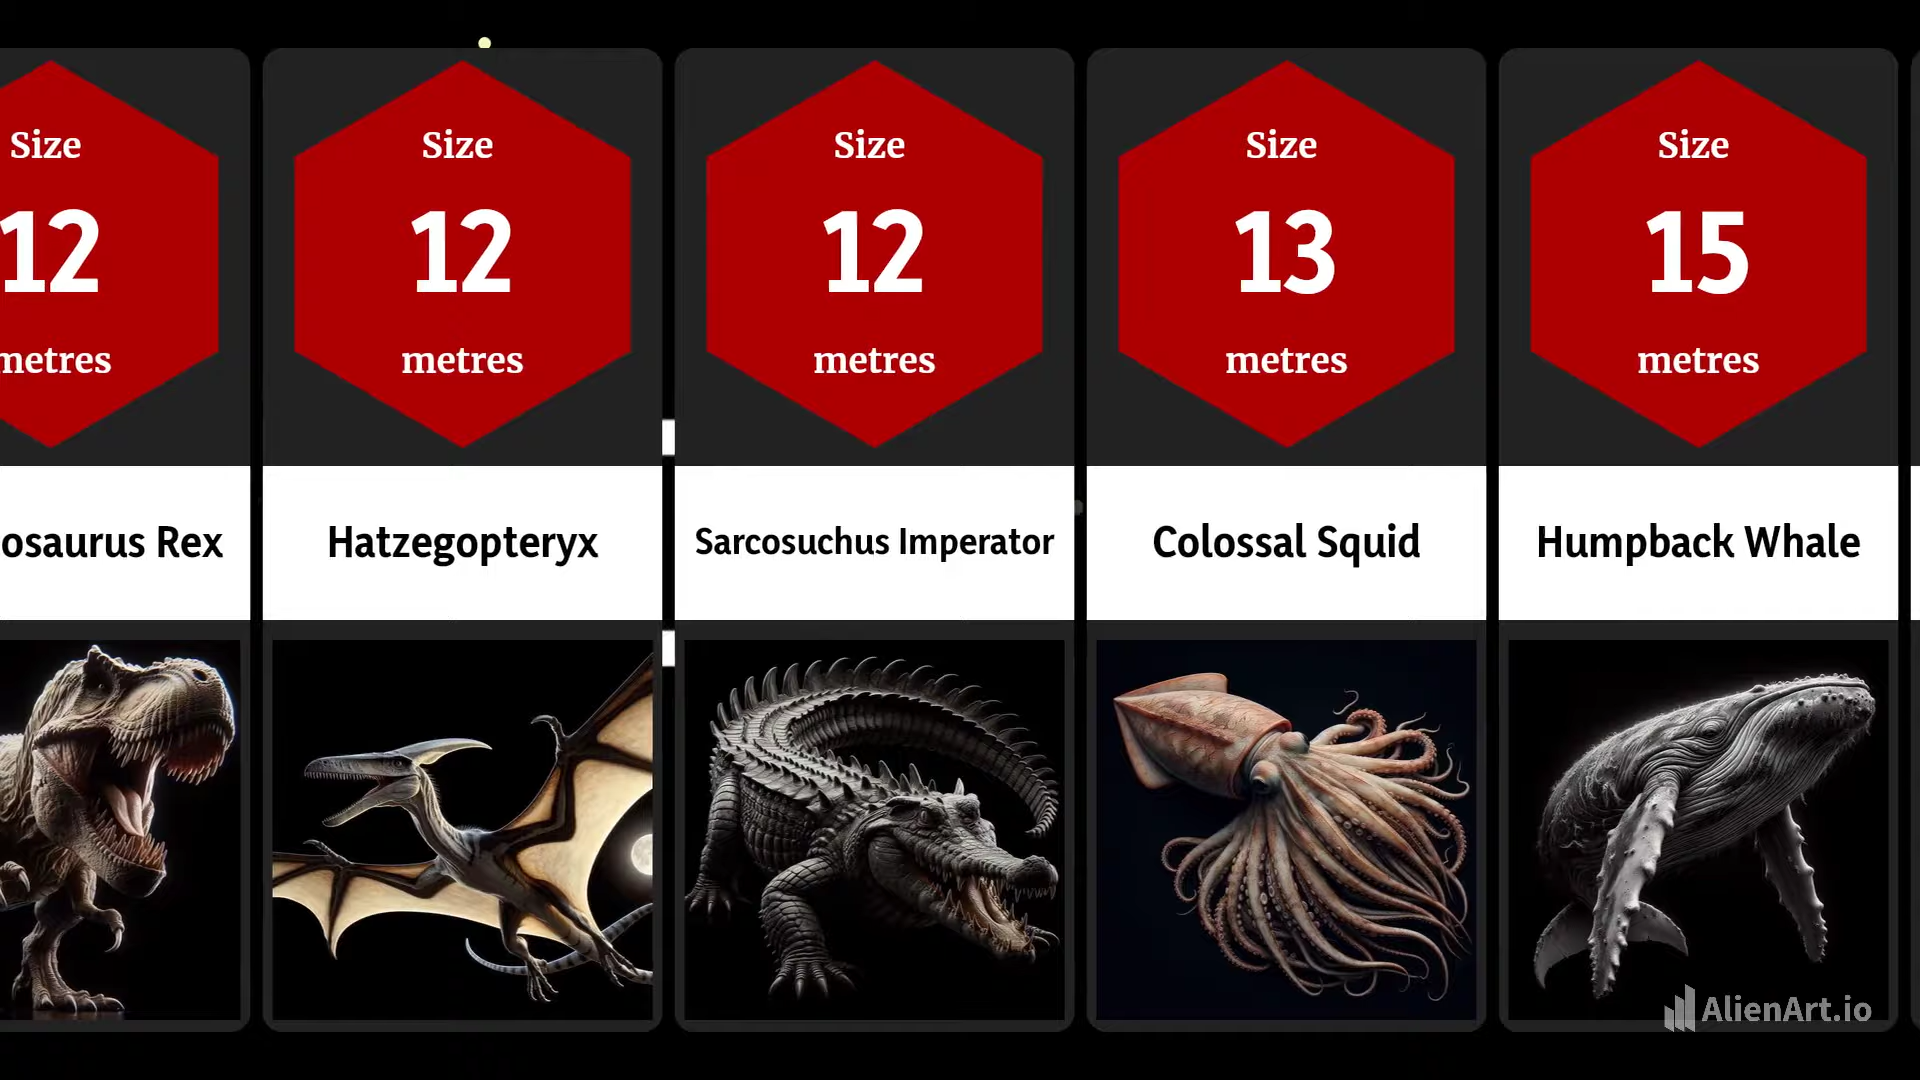 Size
12
metres
osaurus Rex
Size
12
metres
Hatzegopteryx
Size
12
metres
Sarcosuchus Imperator
Size
13
metres
Colossal Squid
Size
15
metres
Humpback Whale
AlienArt.io